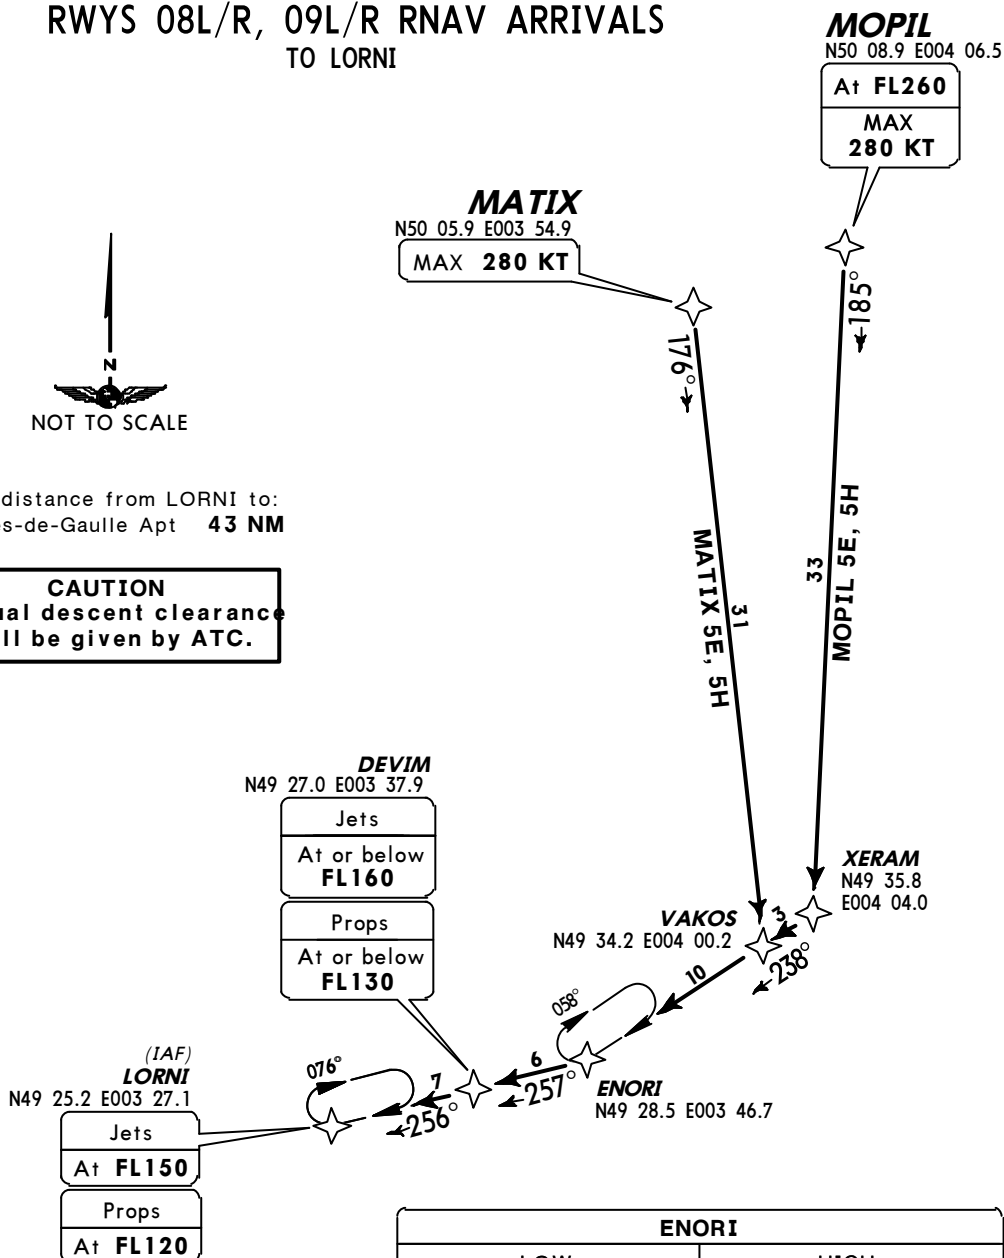 RWYS 08L/R, 09L/R RNAV ARRIVALS
TO LORNI
MOPIL
N50 08.9 E004 06.5
At FL260
MAX
280 KT
MATIX
N50 05.9 E003 54.9
MAX 280 KT
185°
176°
N
NOT TO SCALE
distance from LORNI to:
s-de-Gaulle Apt 43 NM
CAUTION
ual descent clearance
ll be given by ATC.
MATIX 5E, 5H
31
33
MOPIL 5E, 5H
DEVIM
N49 27.0 E003 37.9
Jets
At or below
FL160
Props
At or below
FL130
XERAM
N49 35.8
E004 04.0
VAKOS
N49 34.2 E004 00.2
3
238°
10
058°
6
257°
ENORI
N49 28.5 E003 46.7
(IAF)
LORNI
N49 25.2 E003 27.1
076°
7
256°
Jets
At FL150
Props
At FL120
ENORI
LOW
HIGH